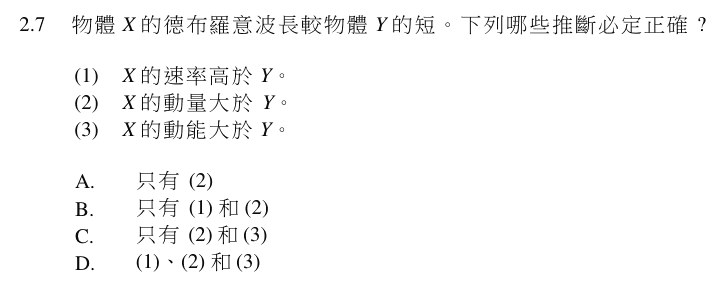 2.7 物體 X 的德布羅意波長較物體 Y 的短。下列哪些推斷必定正確？
(1) X 的速率高於 Y。
(2) X 的動量大於 Y。
(3) X 的動能大於 Y。
A. 只有 (2)
B. 只有 (1) 和 (2)
C. 只有 (2) 和 (3)
D. (1)、(2) 和 (3)